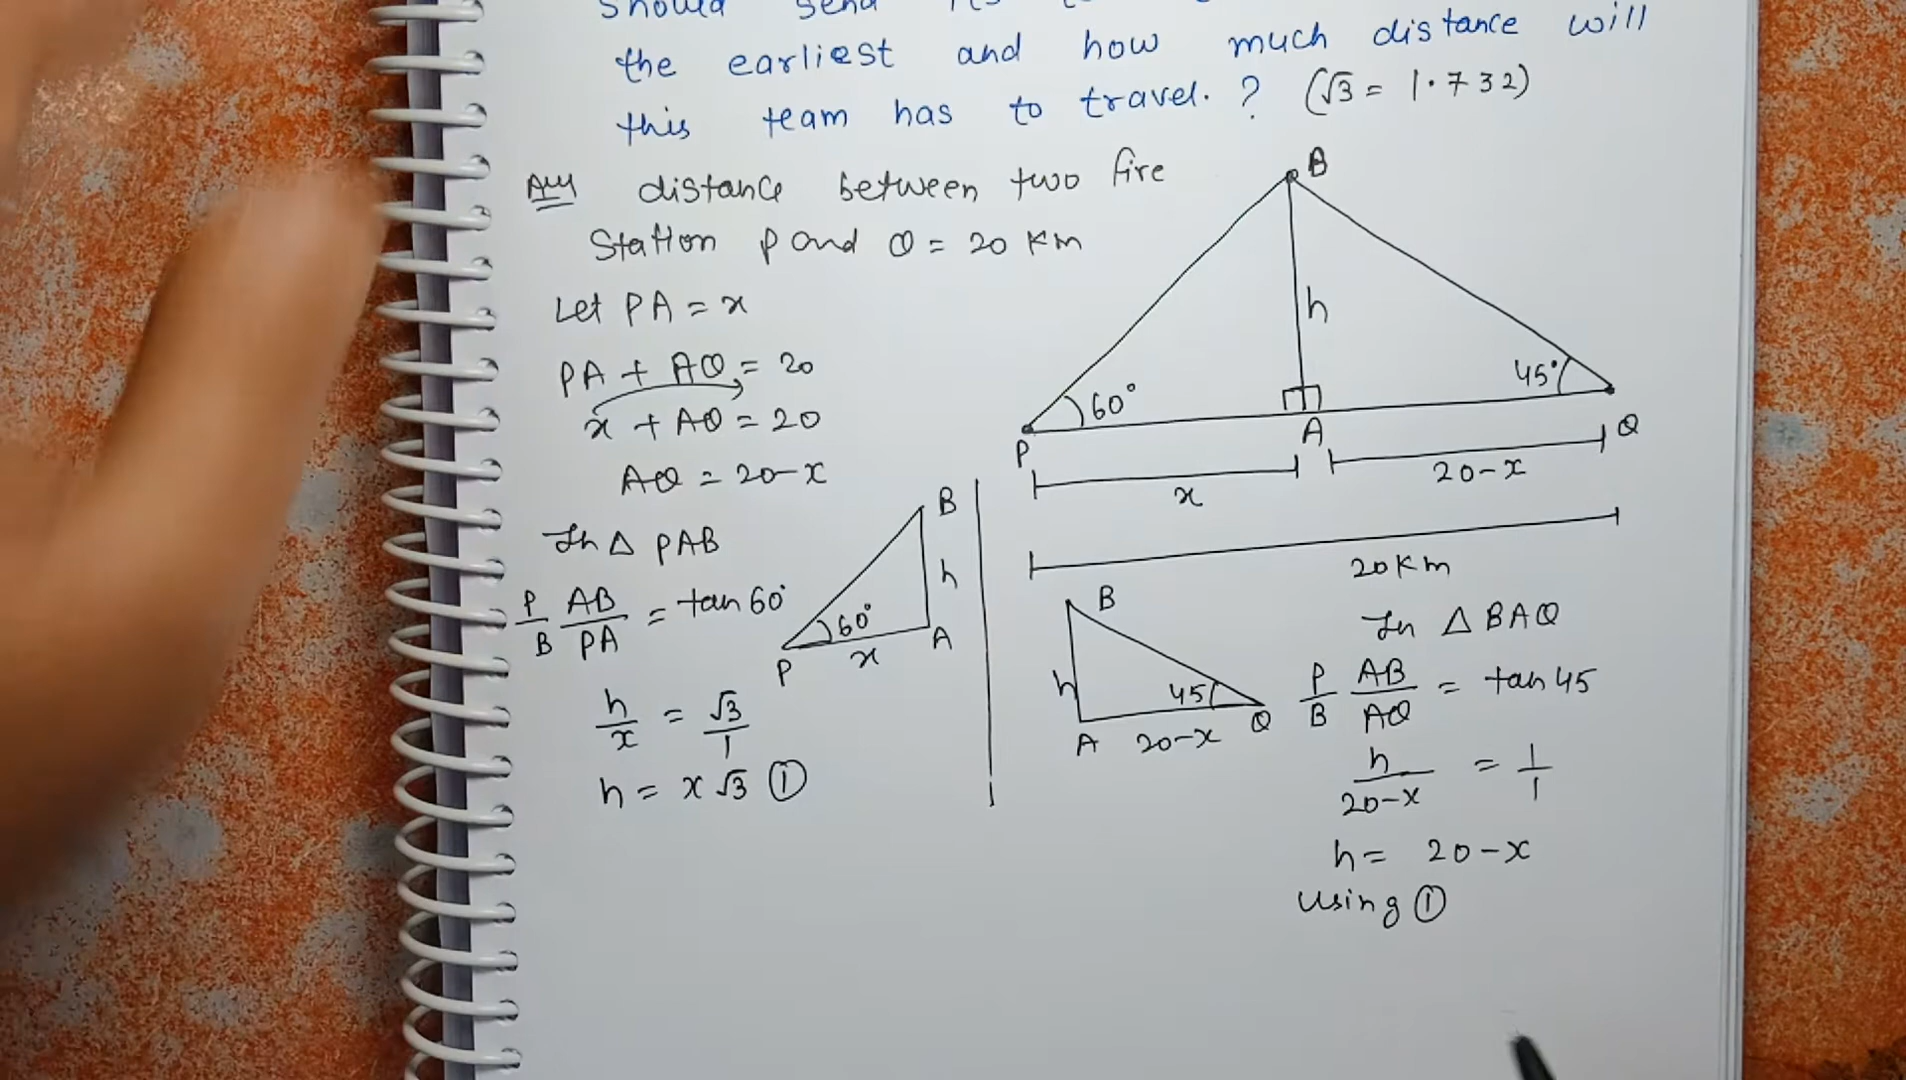 should send its
the earliest and how much distance will
this team has to travel. ? (√3 = 1.732)
Ans distance between two fire
Station P and Q = 20 km
Let PA = x
PA + AQ = 20
x + AQ = 20
AQ = 20-x
In △ PAB
P/B AB/PA = tan 60°
h/x = √3/1
h = x √3 ①
B
h
60°
P
x
A
B
h
60°
45°
P
A
Q
x
20-x
20 km
B
h
45
A
20-x
Q
In △ BAQ
P/B AB/AQ = tan 45
h/20-x = 1/1
h = 20-x
using ①